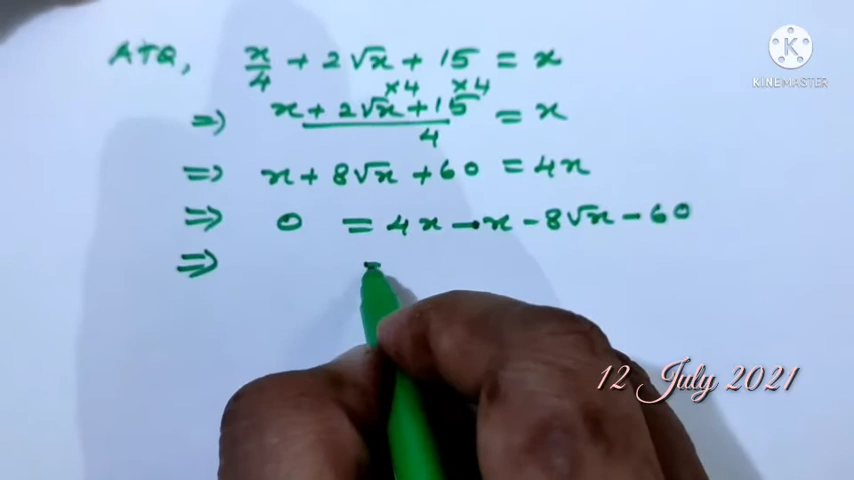 ATQ, x/4 + 2√x + 15 = x
⇒ x + 2√x×4 + 15×4 / 4 = x
⇒ x + 8√x + 60 = 4x
⇒ 0 = 4x - x - 8√x - 60
⇒
KINEMASTER
12 July 2021